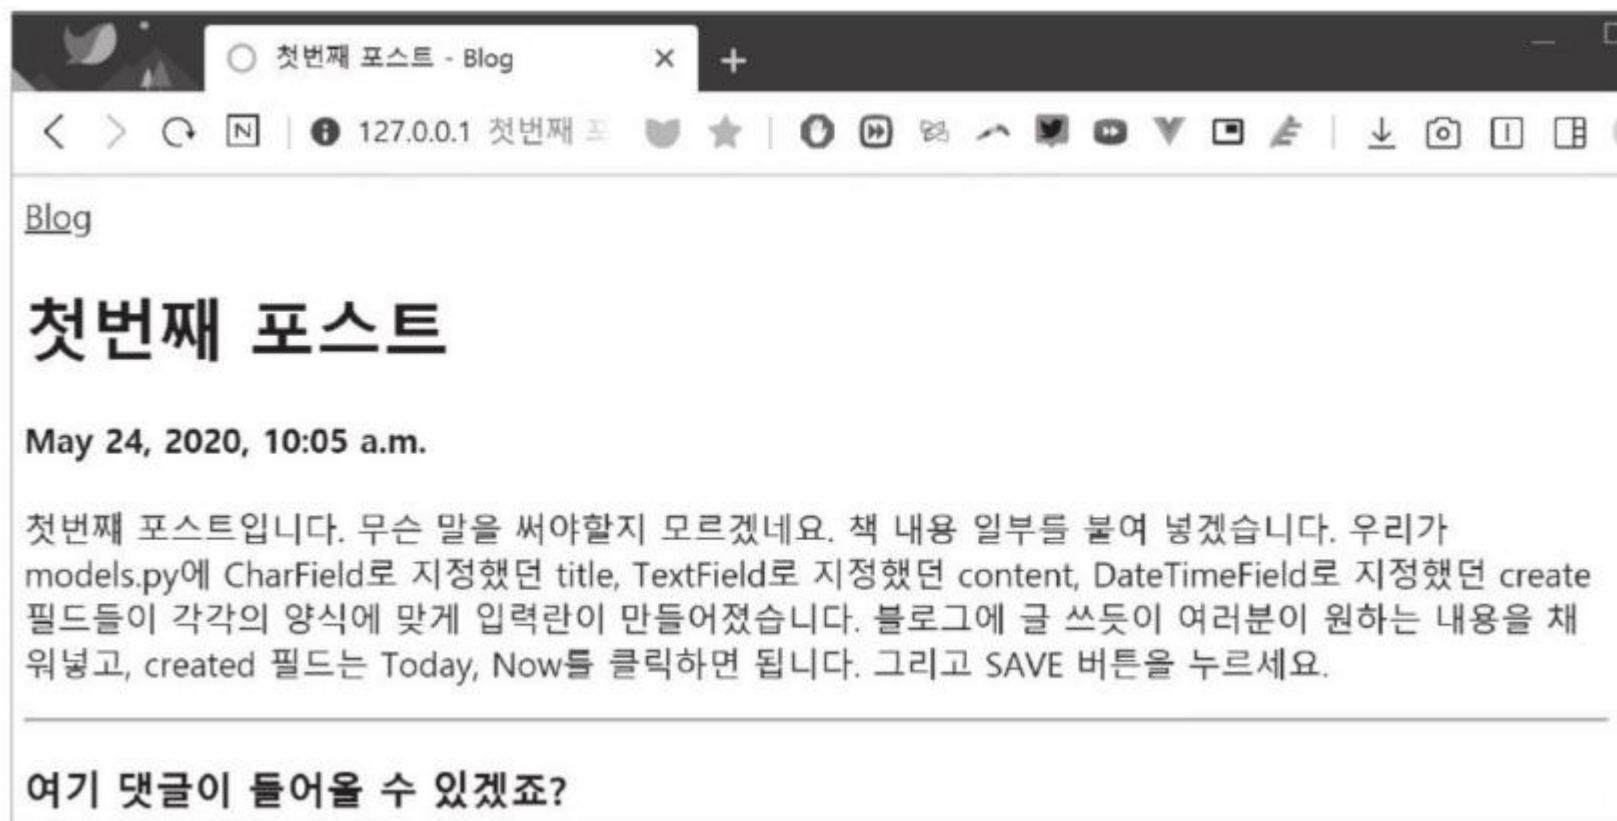 첫번째 포스트 - Blog
N 127.0.0.1 첫번째
Blog
첫번째 포스트
May 24, 2020, 10:05 a.m.
첫번째 포스트입니다. 무슨 말을 써야할지 모르겠네요. 책 내용 일부를 붙여 넣겠습니다. 우리가
models.py에 CharField로 지정했던 title, TextField로 지정했던 content, DateTimeField로 지정했던 create
필드들이 각각의 양식에 맞게 입력란이 만들어졌습니다. 블로그에 글 쓰듯이 여러분이 원하는 내용을 채
워넣고, created 필드는 Today, Now를 클릭하면 됩니다. 그리고 SAVE 버튼을 누르세요.
여기 댓글이 들어올 수 있겠죠?